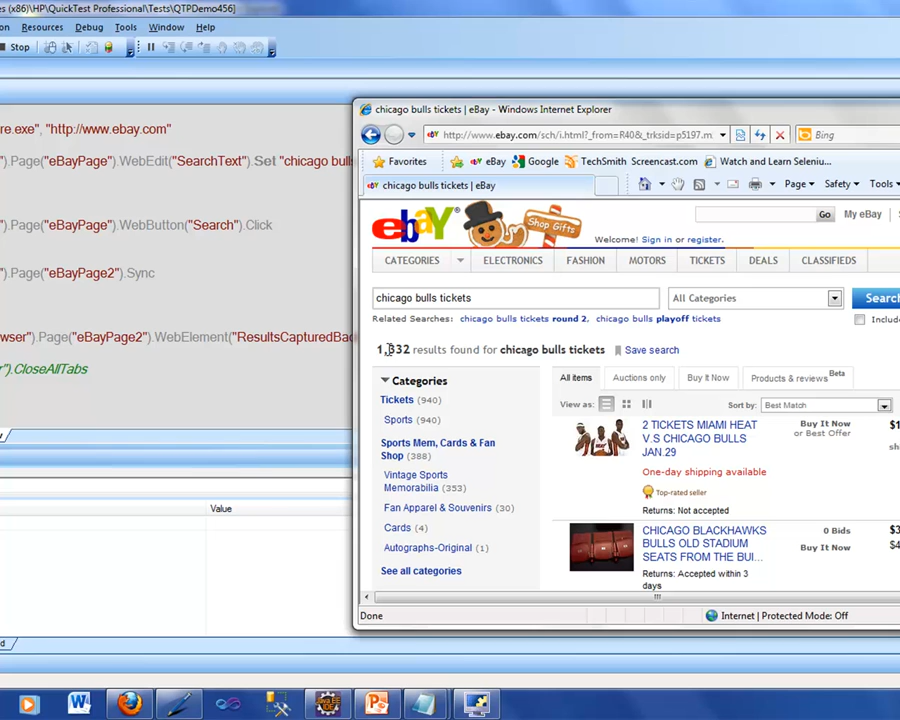 s (x86)\HP\QuickTest Professional\Tests\QTPDemo456]
on Resources Debug Tools Window Help
Stop
re.exe", "http://www.ebay.com"
").Page("eBayPage").WebEdit("SearchText").Set "chicago bulls
").Page("eBayPage").WebButton("Search").Click
").Page("eBayPage2").Sync
wser").Page("eBayPage2").WebElement("ResultsCapturedBa
r").CloseAllTabs
Value
chicago bulls tickets | eBay - Windows Internet Explorer
http://www.ebay.com/sch/i.html?_from=R40&_trksid=p5197.m
Bing
Favorites eBay Google TechSmith Screencast.com Watch and Learn Seleniu...
chicago bulls tickets | eBay
Page Safety Tools
ebay
Shop Gifts
Go My eBay
Welcome! Sign in or register.
CATEGORIES ELECTRONICS FASHION MOTORS TICKETS DEALS CLASSIFIEDS
chicago bulls tickets
All Categories
Search
Related Searches: chicago bulls tickets round 2, chicago bulls playoff tickets
Include
1,332 results found for chicago bulls tickets Save search
Categories
Tickets (940)
Sports (940)
Sports Mem, Cards & Fan
Shop (388)
Vintage Sports
Memorabilia (353)
Fan Apparel & Souvenirs (30)
Cards (4)
Autographs-Original (1)
See all categories
All items Auctions only Buy It Now Products & reviews Beta
View as: Sort by: Best Match
2 TICKETS MIAMI HEAT
V.S CHICAGO BULLS
JAN 29
Buy It Now
or Best Offer
$1
sh
One-day shipping available
Top-rated seller
Returns: Not accepted
CHICAGO BLACKHAWKS
BULLS OLD STADIUM
SEATS FROM THE BUI...
0 Bids
Buy It Now
$3
$4
Returns: Accepted within 3
days
Done
Internet | Protected Mode: Off
d
Java EE
IDE